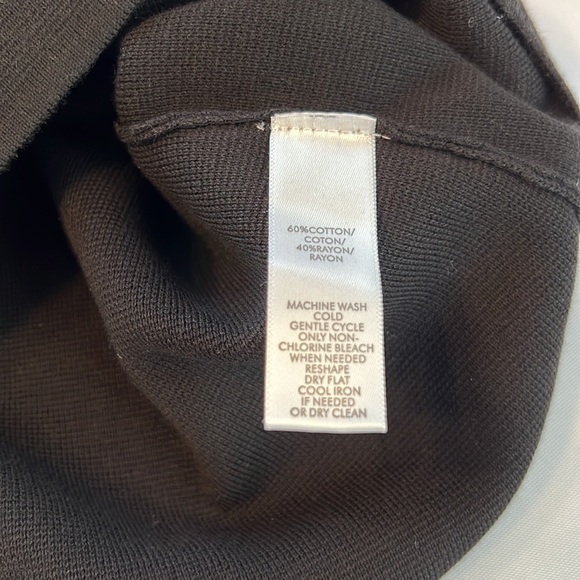 60%COTTON/
COTON/
40%RAYON/
RAYON
MACHINE WASH
COLD
GENTLE CYCLE
ONLY NON-
CHLORINE BLEACH
WHEN NEEDED
RESHAPE
DRY FLAT
COOL IRON
IF NEEDED
OR DRY CLEAN